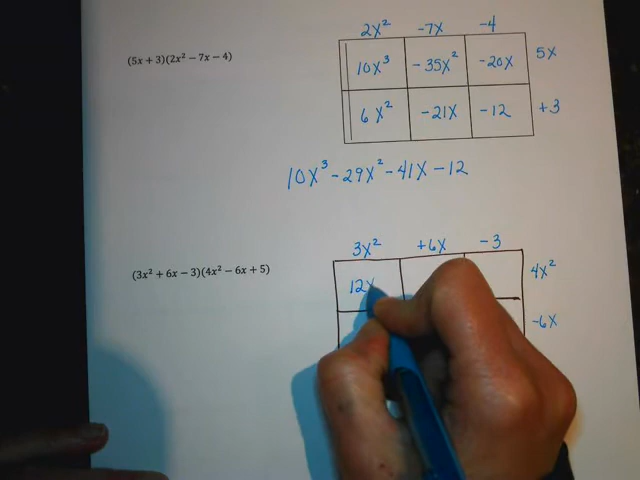 2x² -7x -4
(5x + 3)(2x² − 7x − 4)
10x³ -35x² -20x 5x
6x² -21x -12 +3
10x³ - 29x² - 41x - 12
3x² +6x -3
(3x² + 6x − 3)(4x² − 6x + 5)
12x 4x²
-6x